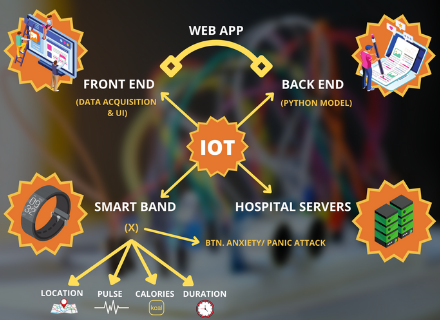 WEB APP
FRONT END
(DATA ACQUISITION
& UI)
BACK END
(PYTHON MODEL)
IOT
SMART BAND
(X)
HOSPITAL SERVERS
BTN. ANXIETY/ PANIC ATTACK
LOCATION
PULSE
CALORIES
DURATION
kcal